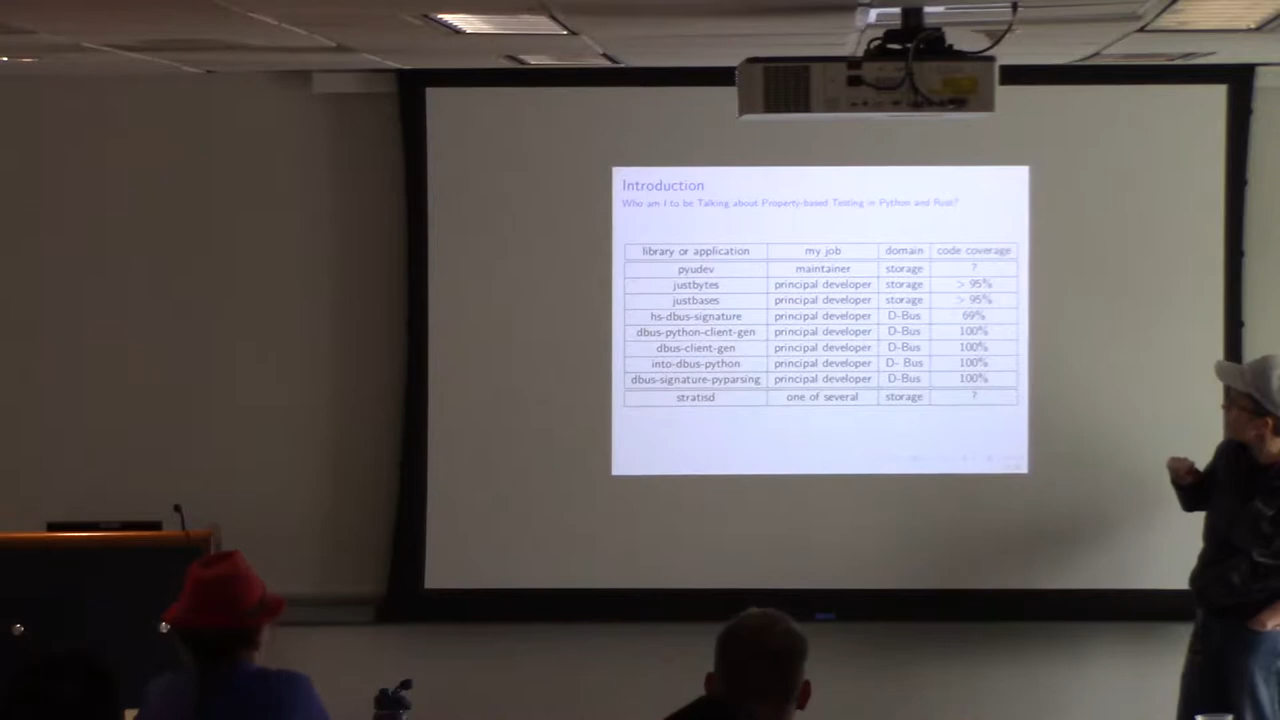 Introduction
Who am I to be Talking about Property-based Testing in Python and Rust?
library or application my job domain code coverage
pyudev maintainer storage ?
justbytes principal developer storage > 95%
justbases principal developer storage > 95%
hs-dbus-signature principal developer D-Bus 69%
dbus-python-client-gen principal developer D-Bus 100%
dbus-client-gen principal developer D-Bus 100%
into-dbus-python principal developer D- Bus 100%
dbus-signature-pyparsing principal developer D-Bus 100%
stratisd one of several storage ?